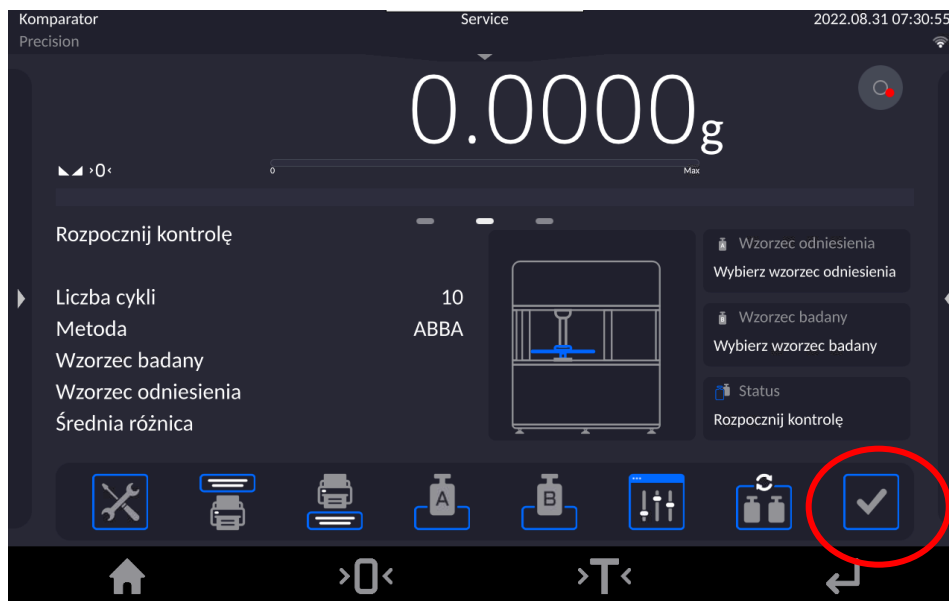 Komparator
Service
2022.08.31 07:30:55
Precision
0.0000g
>0<
0
Max
Rozpocznij kontrolę
Liczba cykli 10
Metoda ABBA
Wzorzec badany
Wzorzec odniesienia
Średnia różnica
A Wzorzec odniesienia
Wybierz wzorzec odniesienia
B Wzorzec badany
Wybierz wzorzec badany
Status
Rozpocznij kontrolę
A
B
>0<
>T<